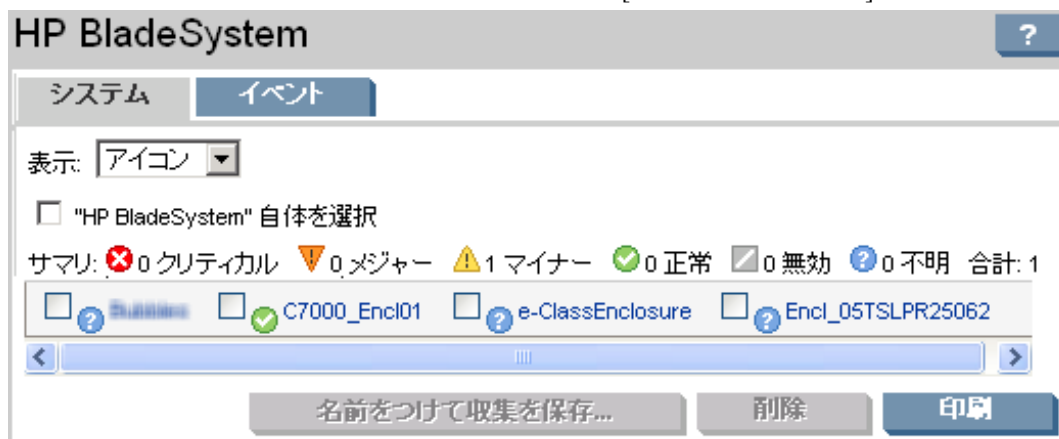 HP BladeSystem
?
システム イベント
表示: アイコン
"HP BladeSystem" 自体を選択
サマリ: 0 クリティカル 0 メジャー 1 マイナー 0 正常 0 無効 ? 0 不明 合計: 1
? C7000_Encl01 ? e-ClassEnclosure ? Encl_05TSLPR25062
名前をつけて収集を保存... 削除 印刷